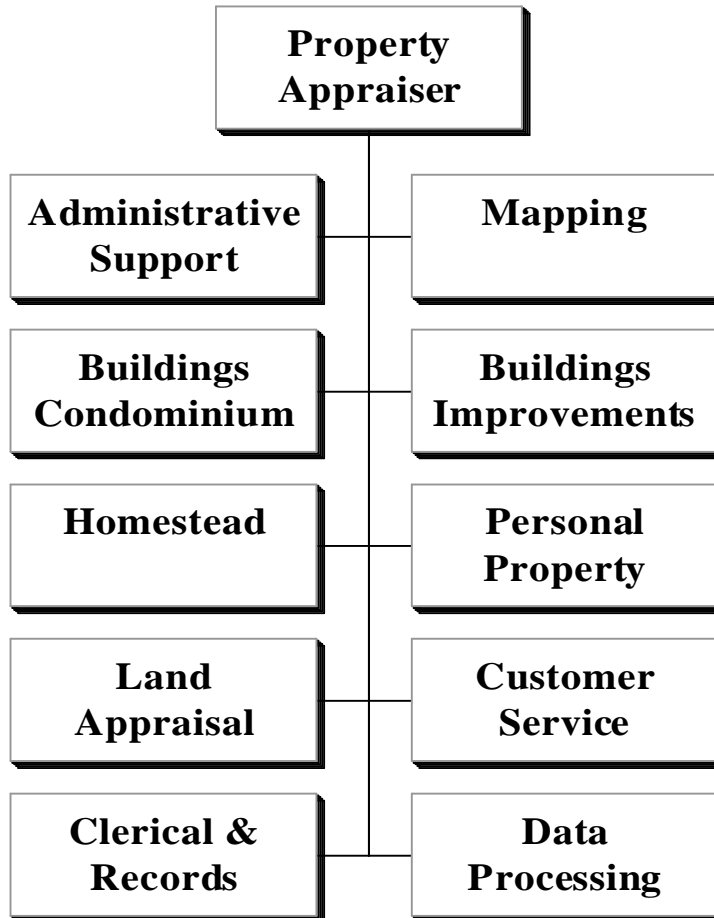 Property
Appraiser
Administrative
Support
Mapping
Buildings
Condominium
Buildings
Improvements
Homestead
Personal
Property
Land
Appraisal
Customer
Service
Clerical &
Records
Data
Processing